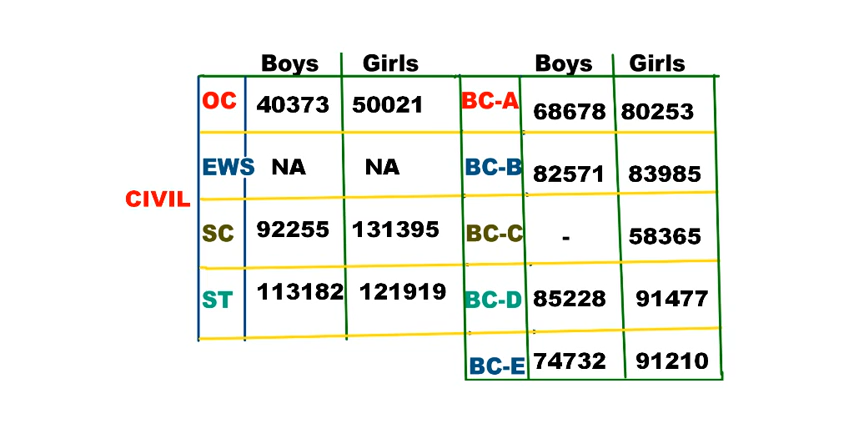 Boys Girls Boys Girls
OC 40373 50021 BC-A 68678 80253
EWS NA NA BC-B 82571 83985
CIVIL
SC 92255 131395 BC-C - 58365
ST 113182 121919 BC-D 85228 91477
BC-E 74732 91210